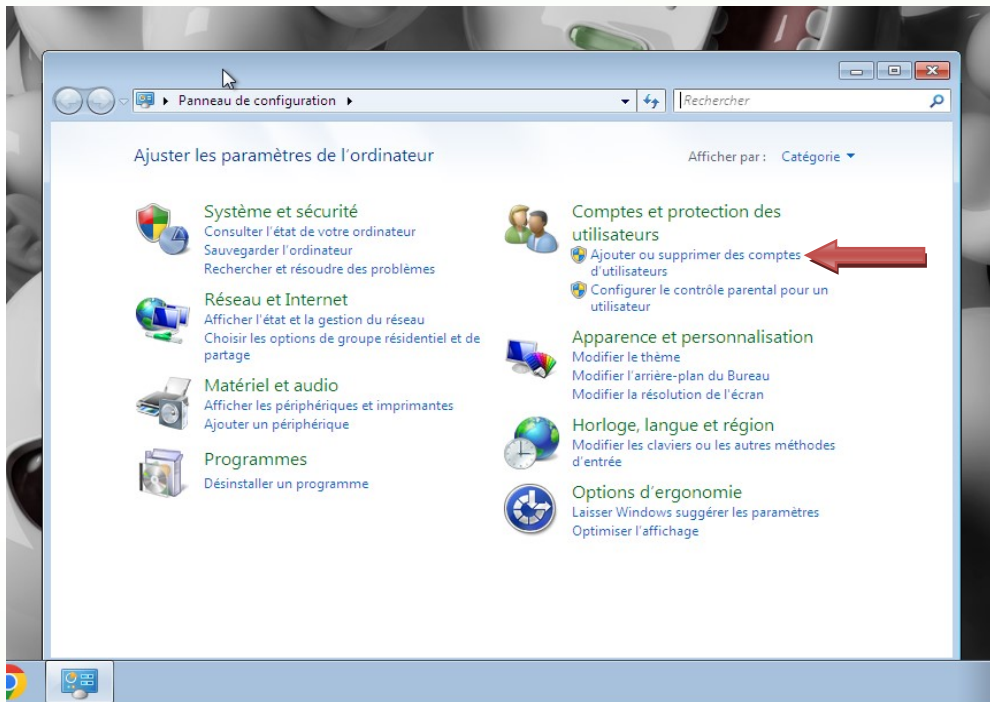 Panneau de configuration
Rechercher
Ajuster les paramètres de l'ordinateur
Afficher par : Catégorie
Système et sécurité
Consulter l'état de votre ordinateur
Sauvegarder l'ordinateur
Rechercher et résoudre des problèmes
Réseau et Internet
Afficher l'état et la gestion du réseau
Choisir les options de groupe résidentiel et de
partage
Matériel et audio
Afficher les périphériques et imprimantes
Ajouter un périphérique
Programmes
Désinstaller un programme
Comptes et protection des
utilisateurs
Ajouter ou supprimer des comptes
d'utilisateurs
Configurer le contrôle parental pour un
utilisateur
Apparence et personnalisation
Modifier le thème
Modifier l'arrière-plan du Bureau
Modifier la résolution de l'écran
Horloge, langue et région
Modifier les claviers ou les autres méthodes
d'entrée
Options d'ergonomie
Laisser Windows suggérer les paramètres
Optimiser l'affichage